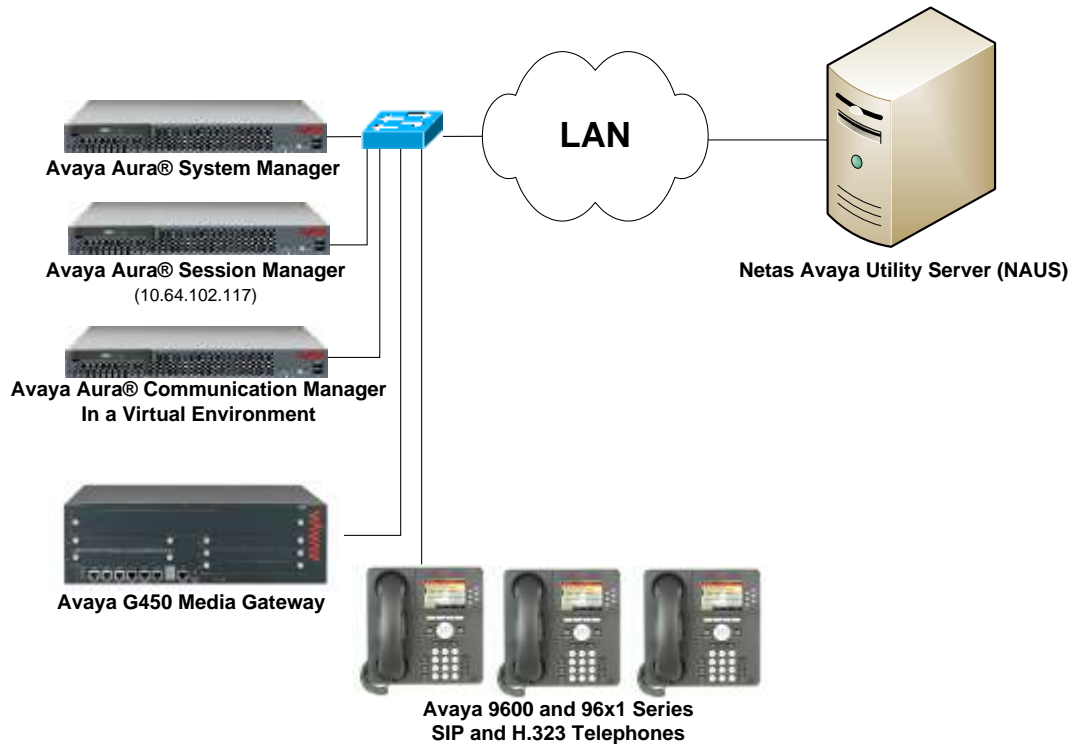 LAN
Avaya Aura® System Manager
Avaya Aura® Session Manager
(10.64.102.117)
Netas Avaya Utility Server (NAUS)
Avaya Aura® Communication Manager
In a Virtual Environment
AVAYA
Avaya G450 Media Gateway
Avaya 9600 and 96x1 Series
SIP and H.323 Telephones